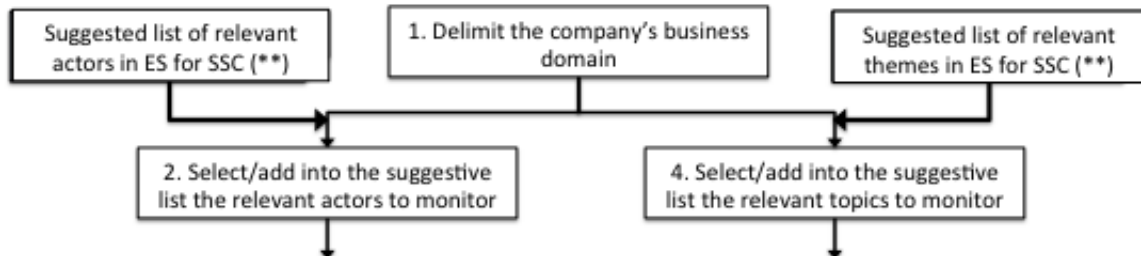 Suggested list of relevant
actors in ES for SSC (**)
1. Delimit the company's business
domain
Suggested list of relevant
themes in ES for SSC (**)
2. Select/add into the suggestive
list the relevant actors to monitor
4. Select/add into the suggestive
list the relevant topics to monitor